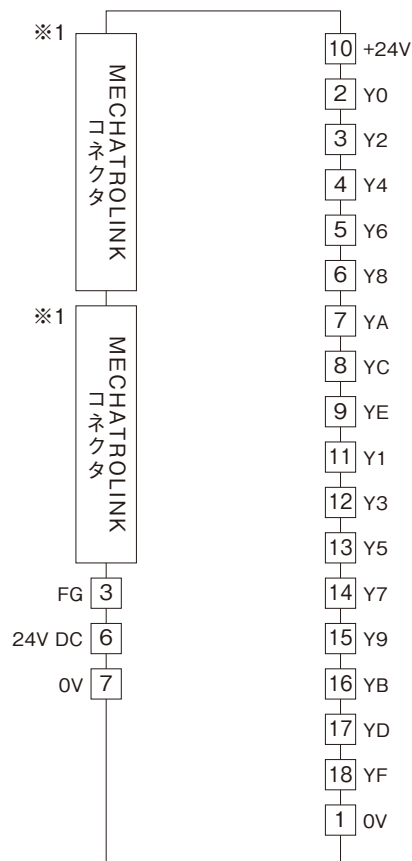 ※1
MECHATROLINK
コネクタ
※1
MECHATROLINK
コネクタ
FG 3
24V DC 6
0V 7
10 +24V
2 Y0
3 Y2
4 Y4
5 Y6
6 Y8
7 YA
8 YC
9 YE
11 Y1
12 Y3
13 Y5
14 Y7
15 Y9
16 YB
17 YD
18 YF
1 0V